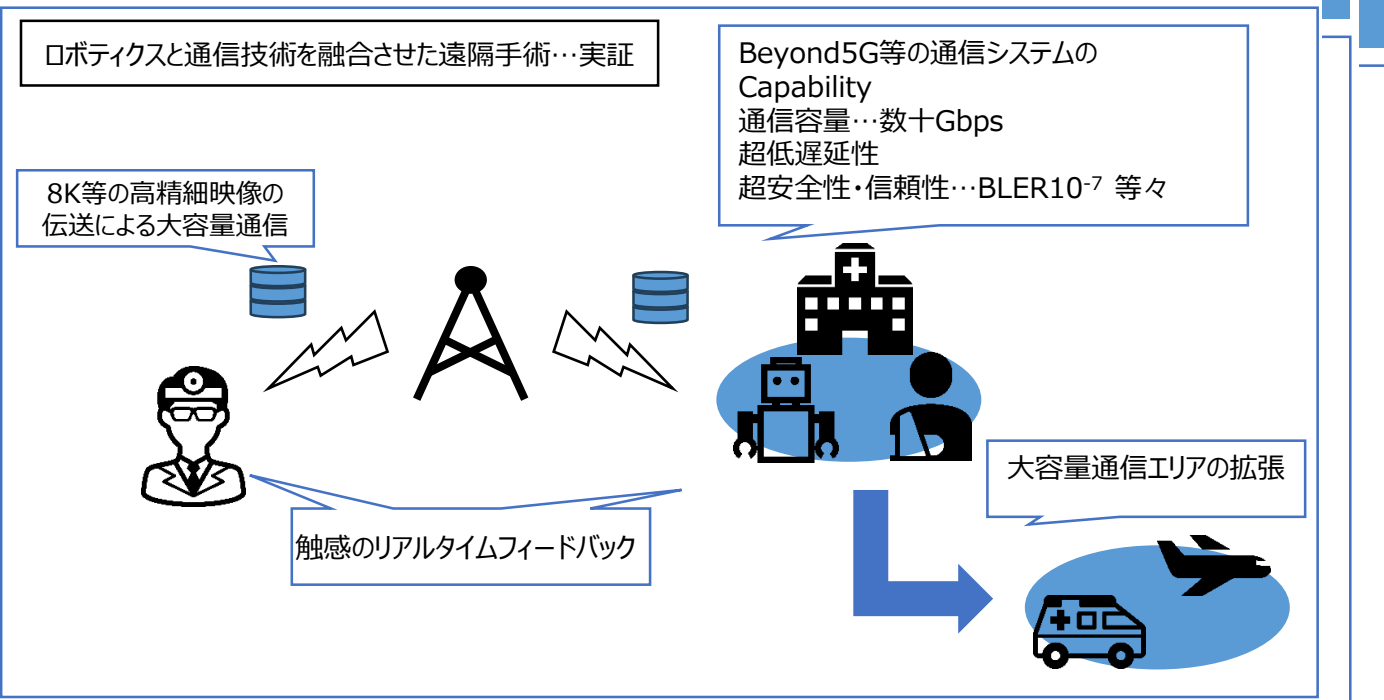 ロボティクスと通信技術を融合させた遠隔手術…実証
Beyond5G等の通信システムの
Capability
通信容量…数十Gbps
超低遅延性
超安全性・信頼性…BLER10⁻⁷ 等々
8K等の高精細映像の
伝送による大容量通信
触感のリアルタイムフィードバック
大容量通信エリアの拡張